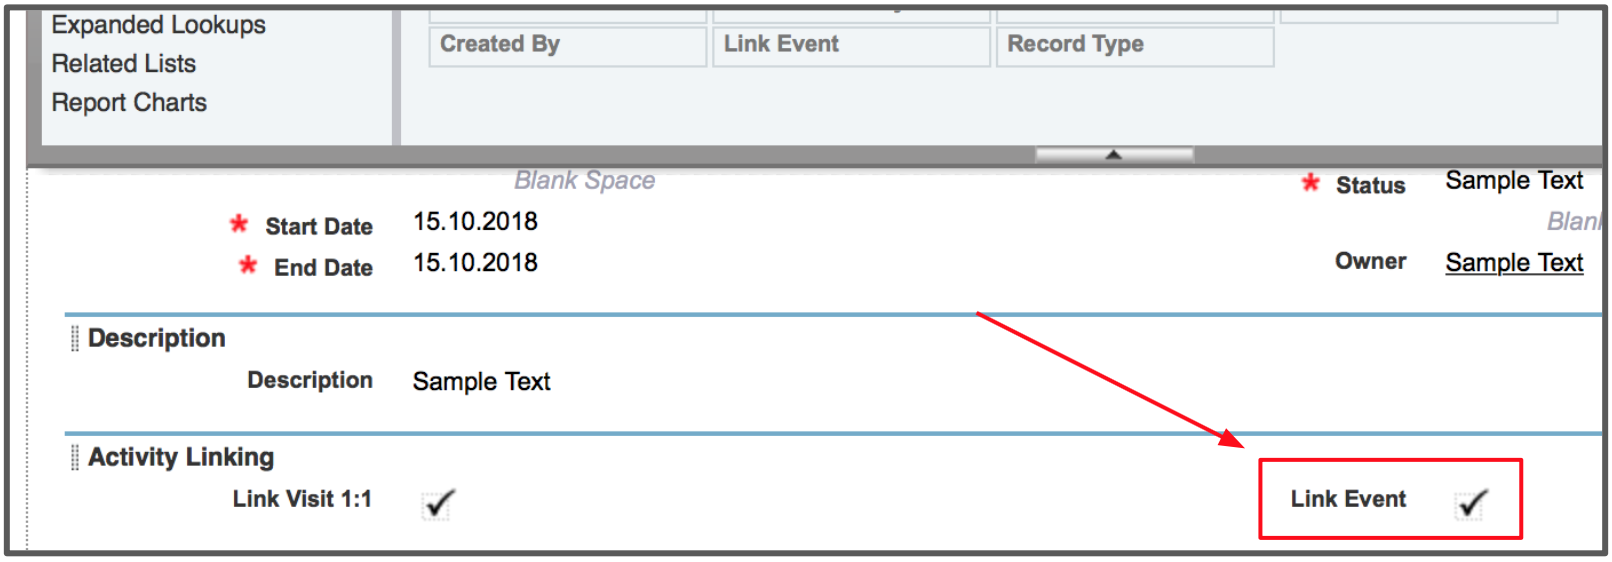 Expanded Lookups
Related Lists
Report Charts
Created By Link Event Record Type
Blank Space * Status Sample Text
* Start Date 15.10.2018
* End Date 15.10.2018 Owner Sample Text
Description
Description Sample Text
Activity Linking
Link Visit 1:1 Link Event